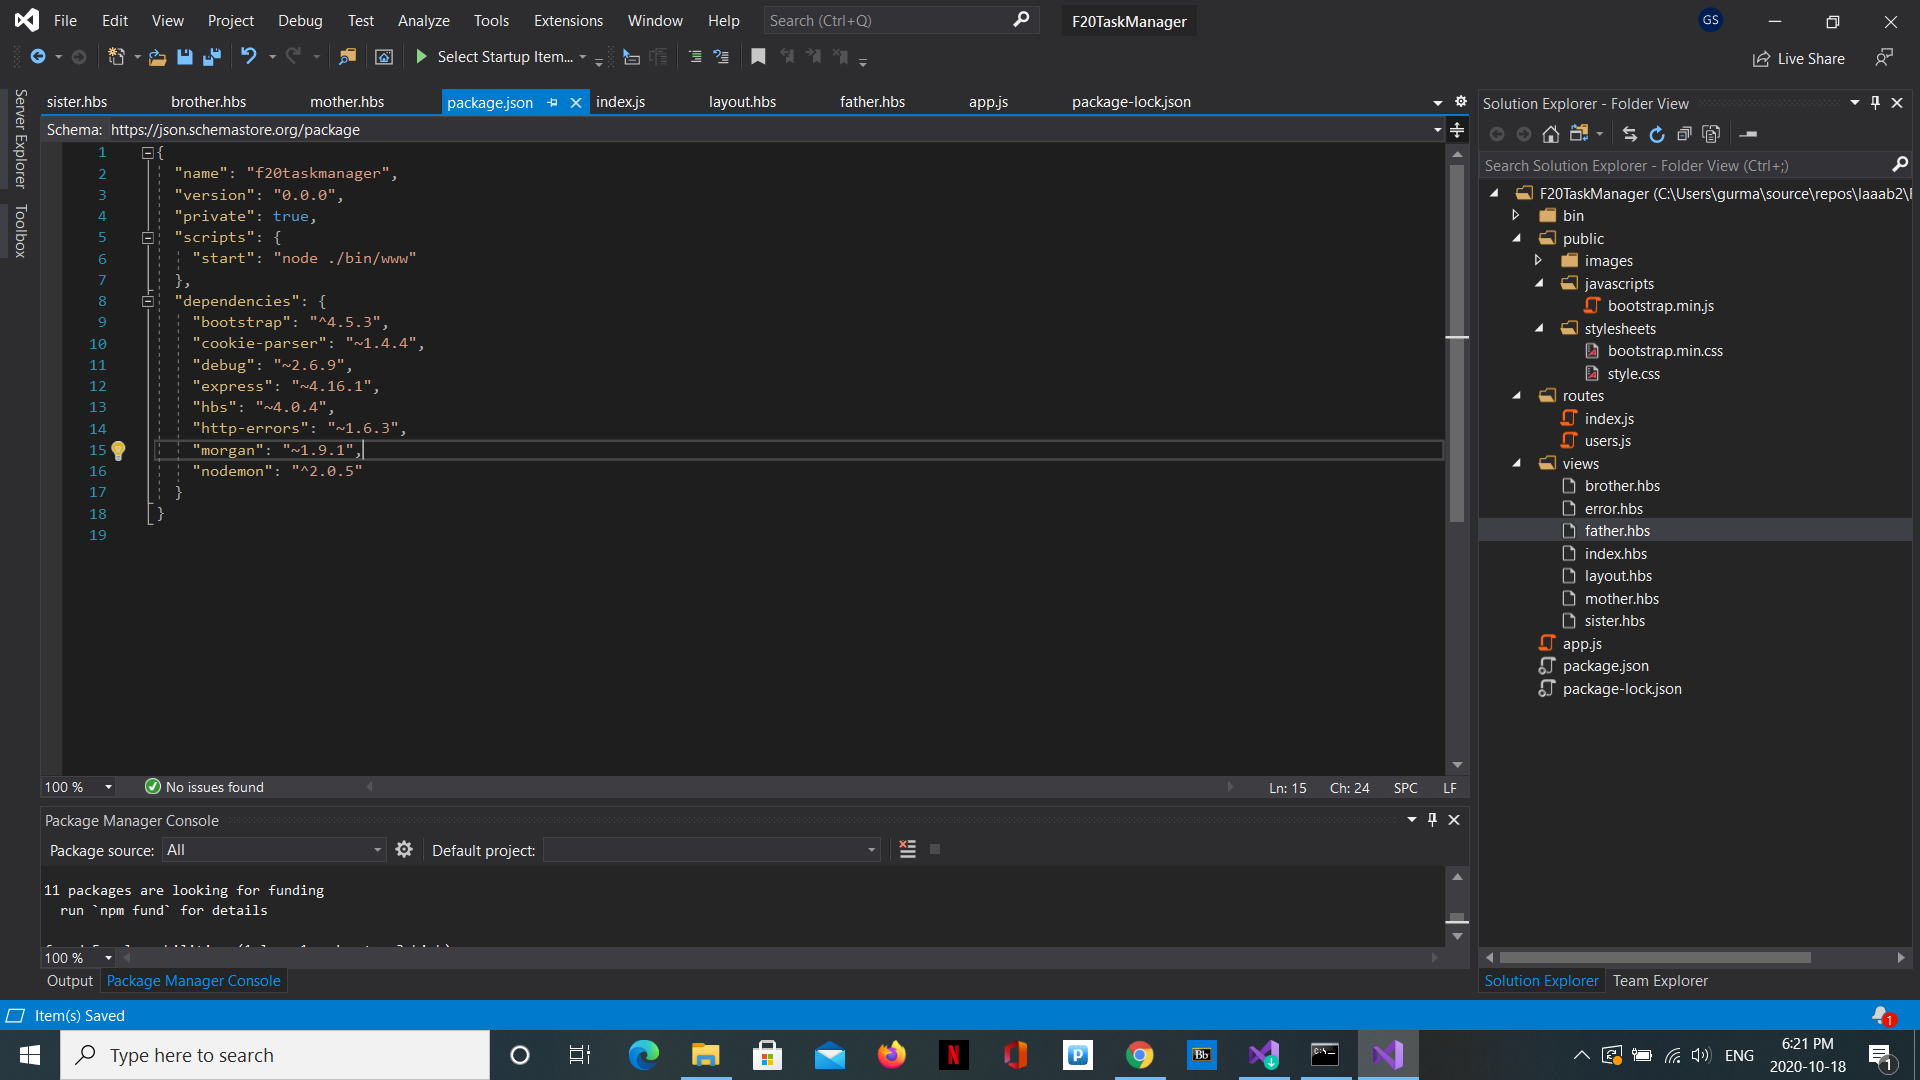 File Edit View Project Debug Test Analyze Tools Extensions Window Help Search (Ctrl+Q) F20TaskManager GS
Select Startup Item... Live Share
Server Explorer
Toolbox
sister.hbs brother.hbs mother.hbs package.json index.js layout.hbs father.hbs app.js package-lock.json
Schema: https://json.schemastore.org/package
1 {
2 "name": "f20taskmanager",
3 "version": "0.0.0",
4 "private": true,
5 "scripts": {
6 "start": "node ./bin/www"
7 },
8 "dependencies": {
9 "bootstrap": "^4.5.3",
10 "cookie-parser": "~1.4.4",
11 "debug": "~2.6.9",
12 "express": "~4.16.1",
13 "hbs": "~4.0.4",
14 "http-errors": "~1.6.3",
15 "morgan": "~1.9.1",
16 "nodemon": "^2.0.5"
17 }
18 }
19
100 % No issues found Ln: 15 Ch: 24 SPC LF
Package Manager Console
Package source: All Default project:
11 packages are looking for funding
run `npm fund` for details
100 %
Output Package Manager Console
Solution Explorer - Folder View
Search Solution Explorer - Folder View (Ctrl+;)
F20TaskManager (C:\Users\gurma\source\repos\laaab2\
bin
public
images
javascripts
bootstrap.min.js
stylesheets
bootstrap.min.css
style.css
routes
index.js
users.js
views
brother.hbs
error.hbs
father.hbs
index.hbs
layout.hbs
mother.hbs
sister.hbs
app.js
package.json
package-lock.json
Solution Explorer Team Explorer
Item(s) Saved 1
Type here to search N P Bb ENG 6:21 PM
2020-10-18 1